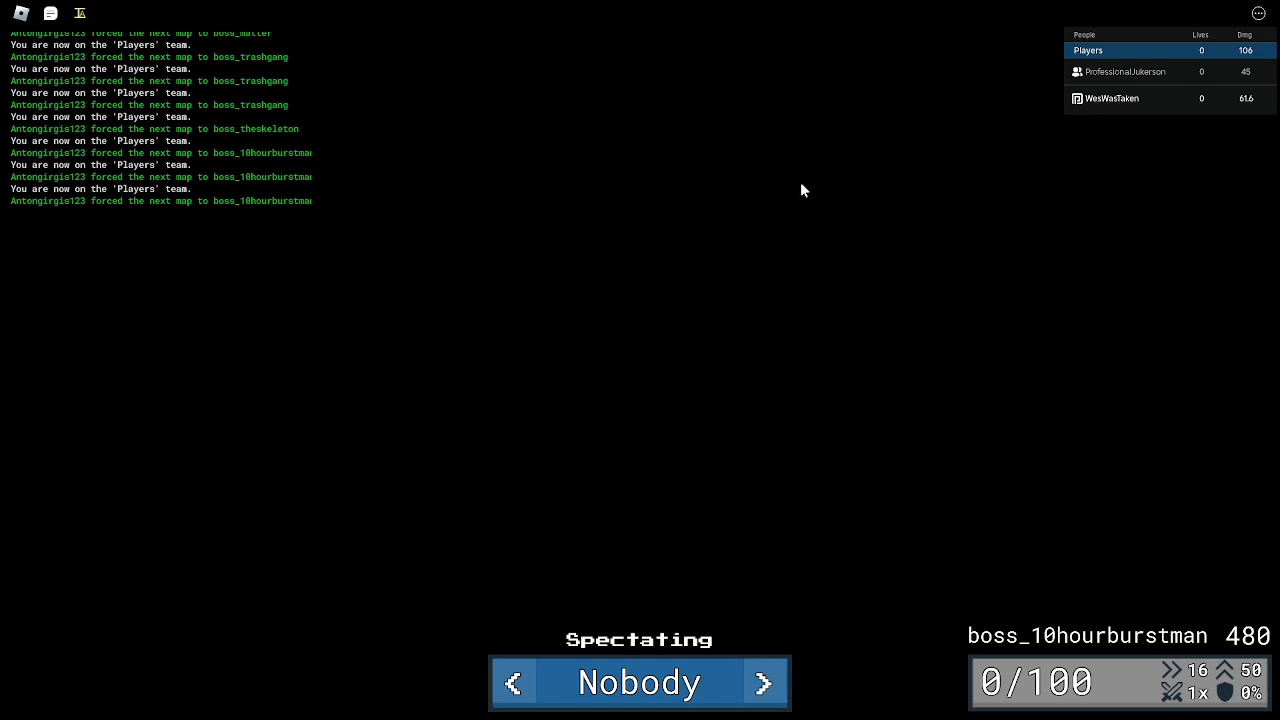 Antongirgis123 forced the next map to boss_matter
You are now on the 'Players' team.
Antongirgis123 forced the next map to boss_trashgang
You are now on the 'Players' team.
Antongirgis123 forced the next map to boss_trashgang
You are now on the 'Players' team.
Antongirgis123 forced the next map to boss_trashgang
You are now on the 'Players' team.
Antongirgis123 forced the next map to boss_theskeleton
You are now on the 'Players' team.
Antongirgis123 forced the next map to boss_10hourburstman
You are now on the 'Players' team.
Antongirgis123 forced the next map to boss_10hourburstman
You are now on the 'Players' team.
Antongirgis123 forced the next map to boss_10hourburstman
People Lives Dmg
Players 0 106
ProfessionalJukerson 0 45
WesWasTaken 0 61.6
Spectating
< Nobody >
boss_10hourburstman 480
0/100 16 50
1x 0%